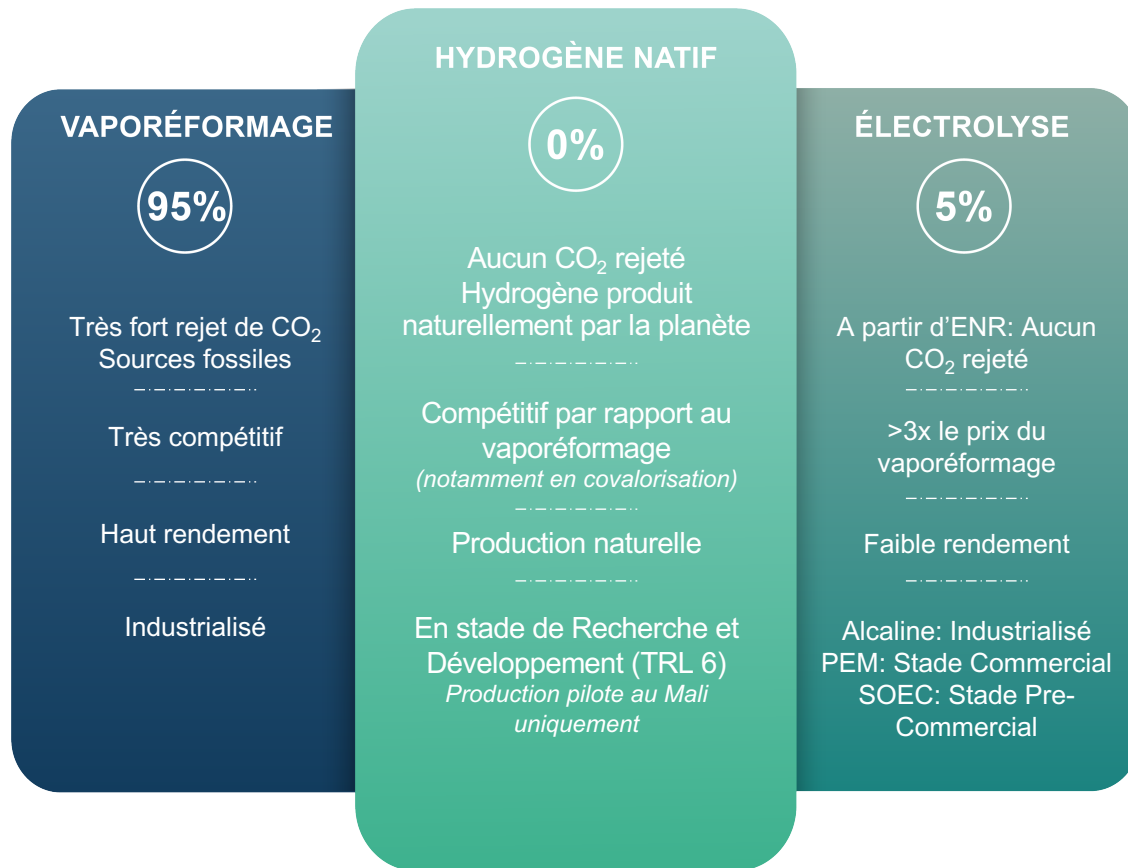 VAPORÉFORMAGE
95%
Très fort rejet de CO₂
Sources fossiles
Très compétitif
Haut rendement
Industrialisé
HYDROGÈNE NATIF
0%
Aucun CO₂ rejeté
Hydrogène produit
naturellement par la planète
Compétitif par rapport au
vaporéformage
(notamment en covalorisation)
Production naturelle
En stade de Recherche et
Développement (TRL 6)
Production pilote au Mali
uniquement
ÉLECTROLYSE
5%
A partir d’ENR: Aucun
CO₂ rejeté
>3x le prix du
vaporéformage
Faible rendement
Alcaline: Industrialisé
PEM: Stade Commercial
SOEC: Stade Pre-
Commercial